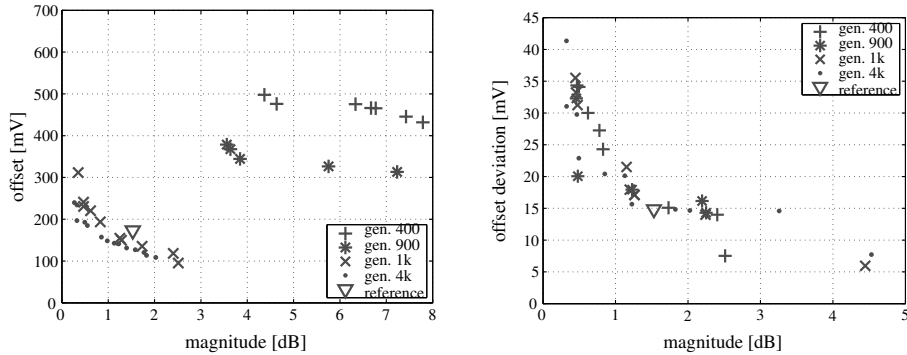 700
600
500
400
300
200
100
0
0 1 2 3 4 5 6 7 8
offset [mV]
magnitude [dB]
gen. 400
gen. 900
gen. 1k
gen. 4k
reference
45
40
35
30
25
20
15
10
5
0
0 1 2 3 4 5
offset deviation [mV]
magnitude [dB]
gen. 400
gen. 900
gen. 1k
gen. 4k
reference